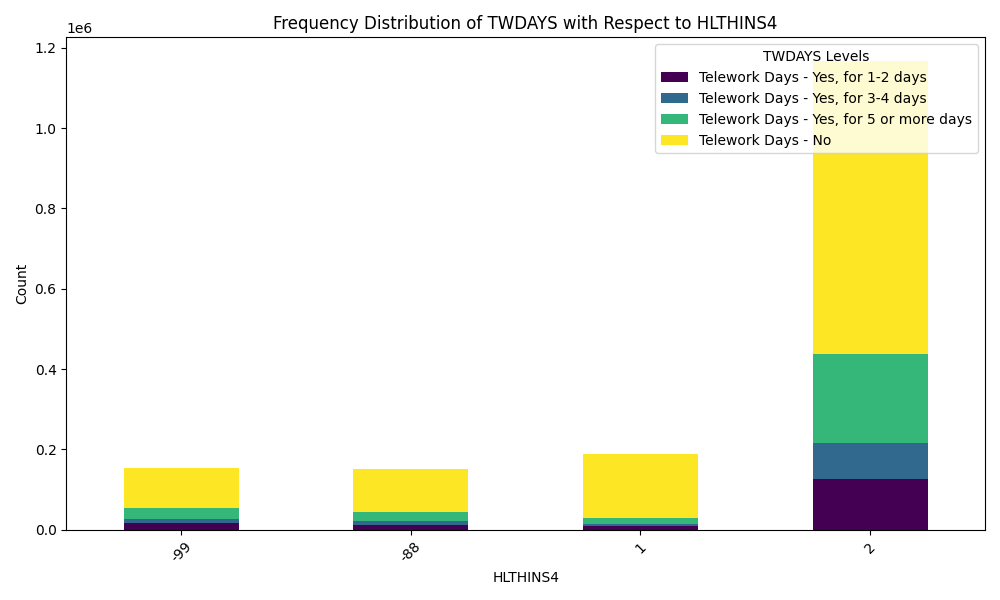 Frequency Distribution of TWDAYS with Respect to HLTHINS4
1e6
1.2
1.0
0.8
0.6
0.4
0.2
0.0
Count
TWDAYS Levels
Telework Days - Yes, for 1-2 days
Telework Days - Yes, for 3-4 days
Telework Days - Yes, for 5 or more days
Telework Days - No
-99
-88
1
2
HLTHINS4